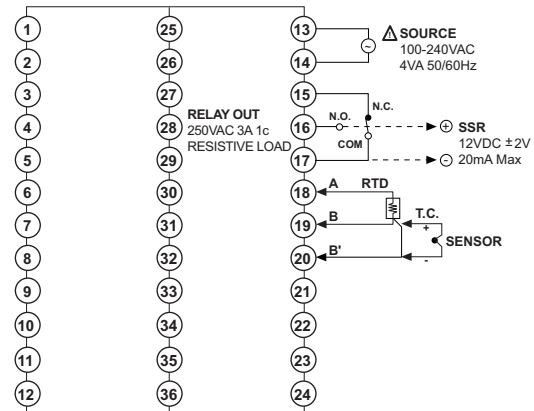 1
2
3
4
5
6
7
8
9
10
11
12
25
26
27
28
29
30
31
32
33
34
35
36
RELAY OUT
250VAC 3A 1c
RESISTIVE LOAD
13
14
15
16
17
18
19
20
21
22
23
24
~
SOURCE
100-240VAC
4VA 50/60Hz
N.C.
N.O.
COM
+ SSR
12VDC ±2V
- 20mA Max
A RTD
B
T.C.
+
SENSOR
B'
-